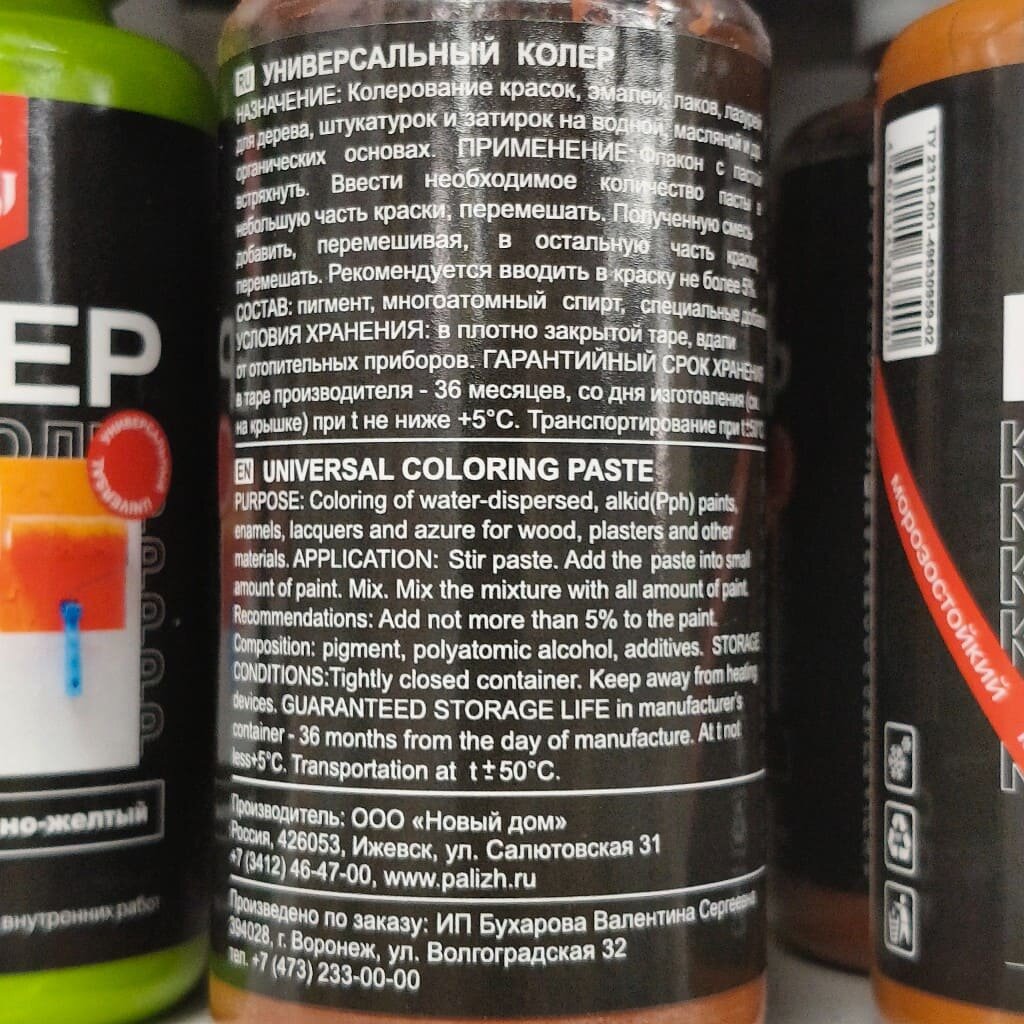 RU УНИВЕРСАЛЬНЫЙ КОЛЕР
НАЗНАЧЕНИЕ: Колерование красок, эмалей, лаков, лазурей
для дерева, штукатурок и затирок на водной, масляной и др.
органических основах. ПРИМЕНЕНИЕ: Флакон с пастой
встряхнуть. Ввести необходимое количество пасты в
небольшую часть краски, перемешать. Полученную смесь
добавить, перемешивая, в остальную часть краски,
перемешать. Рекомендуется вводить в краску не более 5%.
СОСТАВ: пигмент, многоатомный спирт, специальные
УСЛОВИЯ ХРАНЕНИЯ: в плотно закрытой таре, вдали
от отопительных приборов. ГАРАНТИЙНЫЙ СРОК ХРАНЕНИЯ
в таре производителя - 36 месяцев, со дня изготовления (см.
на крышке) при t не ниже +5°C. Транспортирование при t±50°C
EN UNIVERSAL COLORING PASTE
PURPOSE: Coloring of water-dispersed, alkid(Pph) paints,
enamels, lacquers and azure for wood, plasters and other
materials. APPLICATION: Stir paste. Add the paste into small
amount of paint. Mix. Mix the mixture with all amount of paint.
Recommendations: Add not more than 5% to the paint.
Composition: pigment, polyatomic alcohol, additives. STORAGE
CONDITIONS:Tightly closed container. Keep away from heating
devices. GUARANTEED STORAGE LIFE in manufacturer's
container - 36 months from the day of manufacture. At t not
less+5°C. Transportation at t±50°C.
Производитель: ООО «Новый дом»
Россия, 426053, Ижевск, ул. Салютовская 31
+7 (3412) 46-47-00, www.palizh.ru
Произведено по заказу: ИП Бухарова Валентина Сергеевна
394028, г. Воронеж, ул. Волгоградская 32
тел. +7 (473) 233-00-00
ЕР
УНИВЕРСАЛЬНЫЙ
UNIVERSAL
но-желтый
внутренних работ
ТУ 2316-001-49630959-02
МОРОЗОСТОЙКИЙ